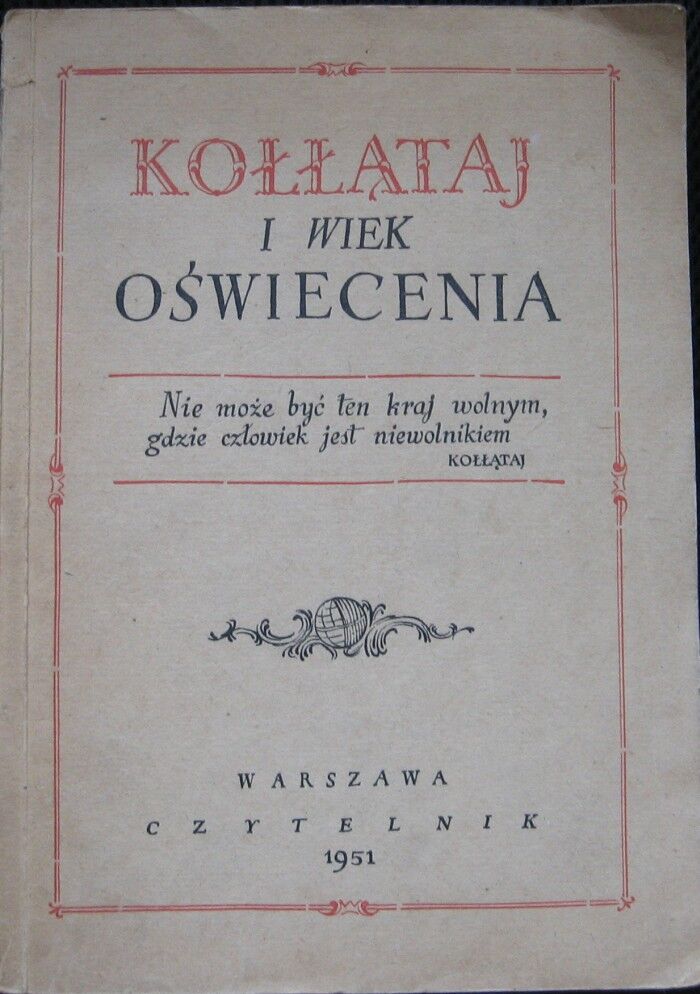 KOŁŁĄTAJ
I WIEK
OŚWIECENIA
Nie może być ten kraj wolnym,
gdzie człowiek jest niewolnikiem
KOŁŁĄTAJ
WARSZAWA
CZYTELNIK
1951